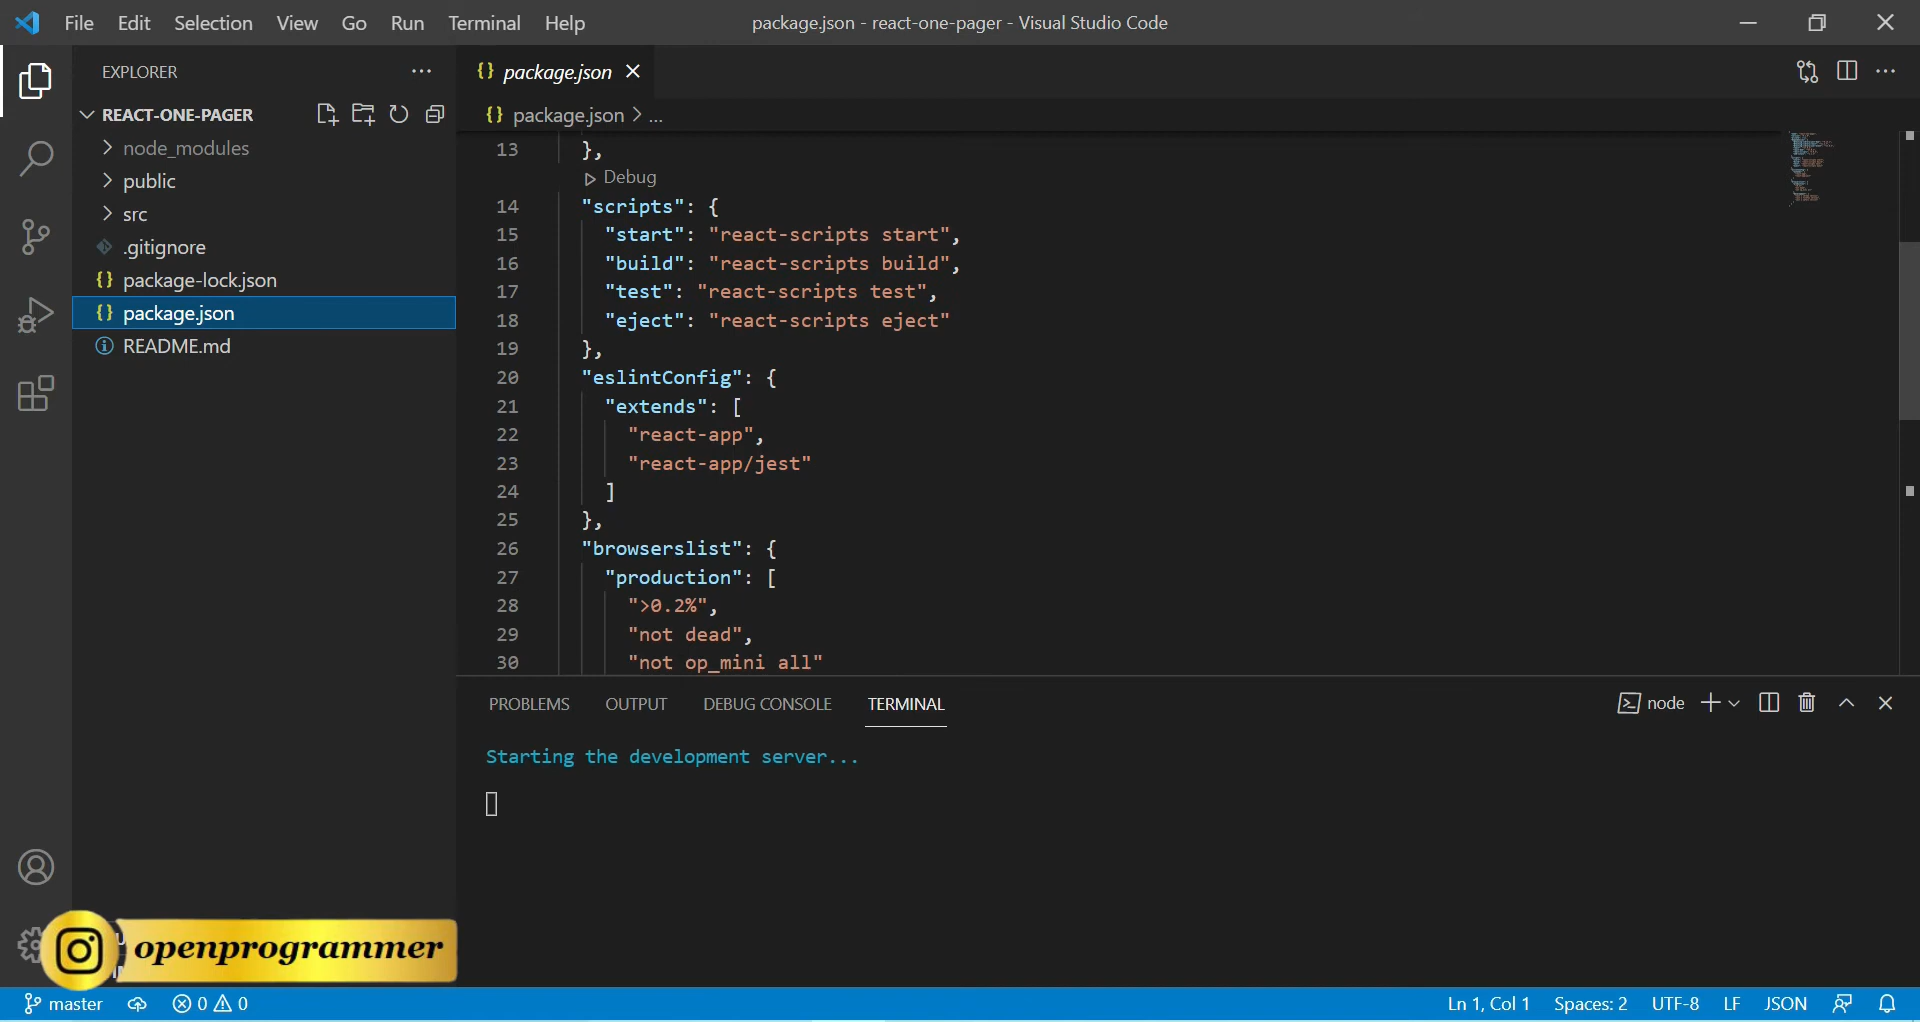 File Edit Selection View Go Run Terminal Help package.json - react-one-pager - Visual Studio Code
EXPLORER
REACT-ONE-PAGER
node_modules
public
src
.gitignore
{} package-lock.json
{} package.json
README.md
{} package.json
{} package.json > ...
13 },
Debug
14 "scripts": {
15 "start": "react-scripts start",
16 "build": "react-scripts build",
17 "test": "react-scripts test",
18 "eject": "react-scripts eject"
19 },
20 "eslintConfig": {
21 "extends": [
22 "react-app",
23 "react-app/jest"
24 ]
25 },
26 "browserslist": {
27 "production": [
28 ">0.2%",
29 "not dead",
30 "not op_mini all"
PROBLEMS OUTPUT DEBUG CONSOLE TERMINAL node
Starting the development server...
openprogrammer
master 0 0 Ln 1, Col 1 Spaces: 2 UTF-8 LF JSON